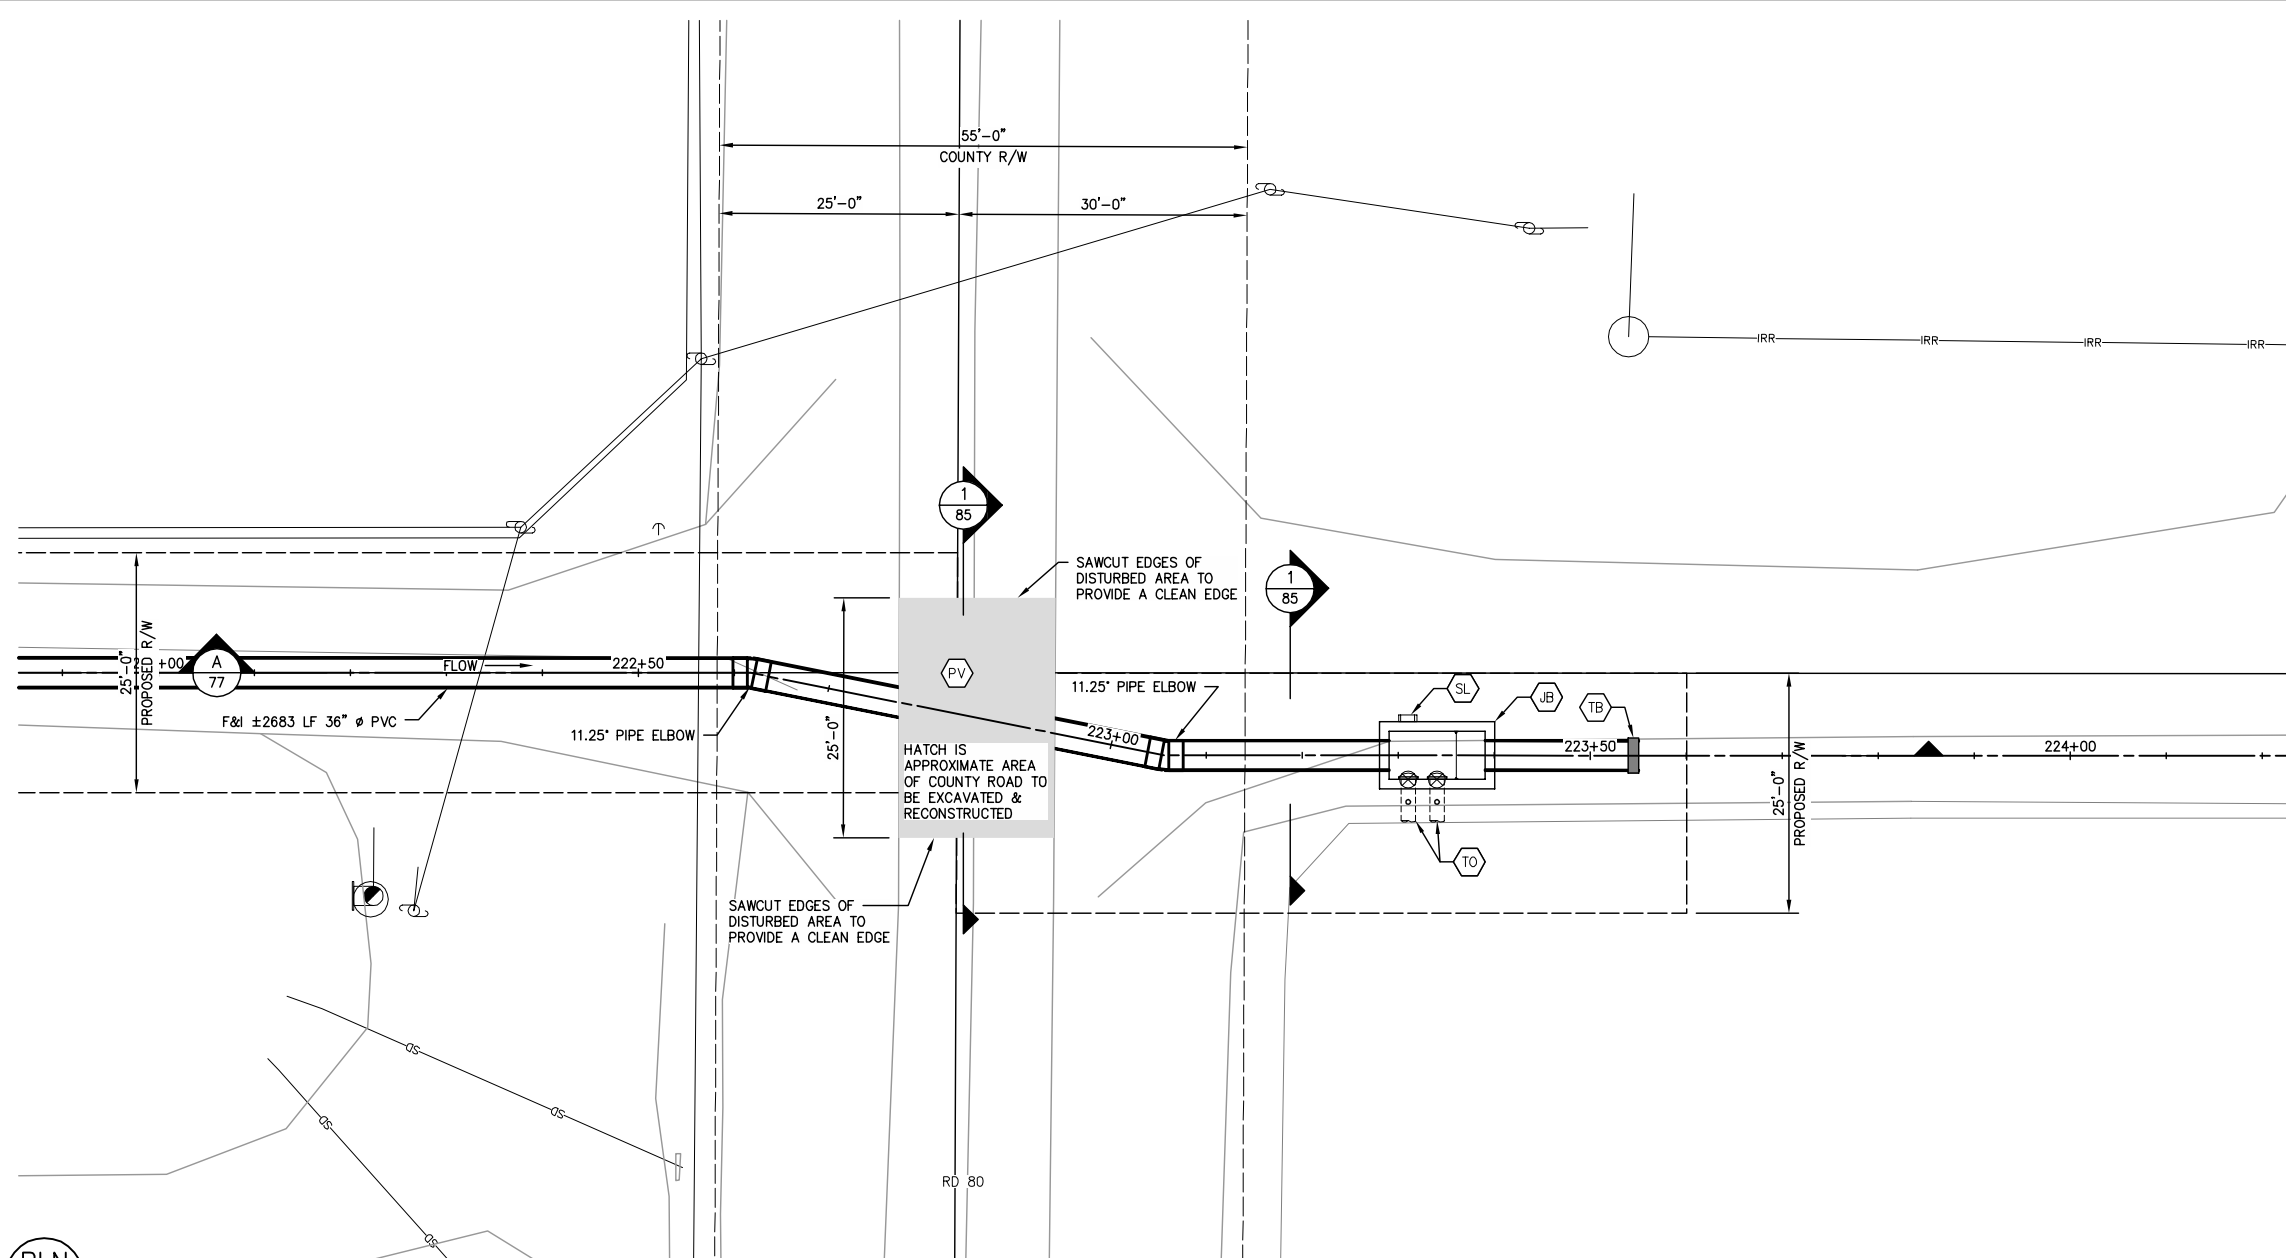 55'-0"
COUNTY R/W
25'-0"
30'-0"
IRR
IRR
IRR
IRR
1
85
SAWCUT EDGES OF
DISTURBED AREA TO
PROVIDE A CLEAN EDGE
1
85
25'-0"
PROPOSED R/W
+00
A
77
FLOW
222+50
PV
F&I ±2683 LF 36" ø PVC
11.25° PIPE ELBOW
25'-0"
11.25° PIPE ELBOW
223+00
HATCH IS
APPROXIMATE AREA
OF COUNTY ROAD TO
BE EXCAVATED &
RECONSTRUCTED
SL
JB
TB
223+50
224+00
25'-0"
PROPOSED R/W
TO
SAWCUT EDGES OF
DISTURBED AREA TO
PROVIDE A CLEAN EDGE
SD
SD
SD
SD
RD 80